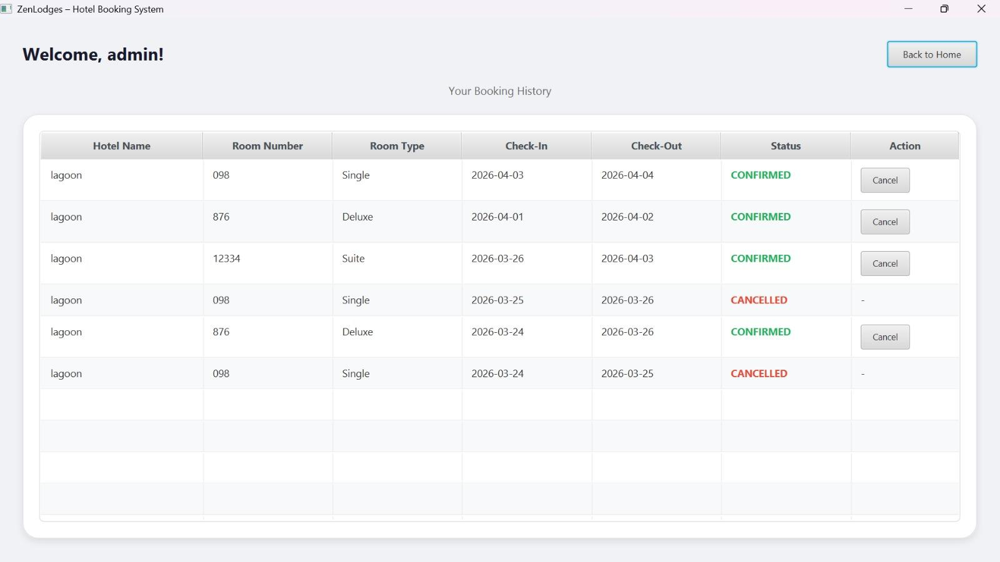 ZenLodges – Hotel Booking System
Welcome, admin!
Back to Home
Your Booking History
Hotel Name Room Number Room Type Check-In Check-Out Status Action
lagoon 098 Single 2026-04-03 2026-04-04 CONFIRMED Cancel
lagoon 876 Deluxe 2026-04-01 2026-04-02 CONFIRMED Cancel
lagoon 12334 Suite 2026-03-26 2026-04-03 CONFIRMED Cancel
lagoon 098 Single 2026-03-25 2026-03-26 CANCELLED -
lagoon 876 Deluxe 2026-03-24 2026-03-26 CONFIRMED Cancel
lagoon 098 Single 2026-03-24 2026-03-25 CANCELLED -